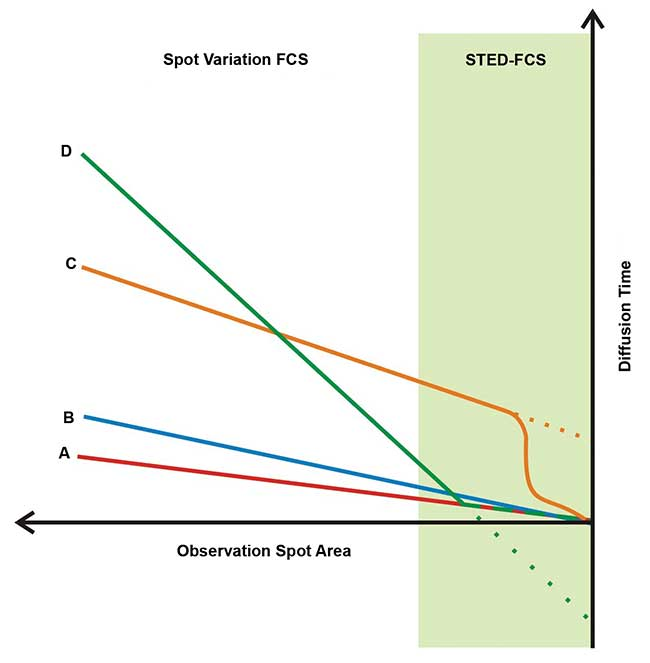 Spot Variation FCS
STED-FCS
D
C
B
A
Diffusion Time
Observation Spot Area